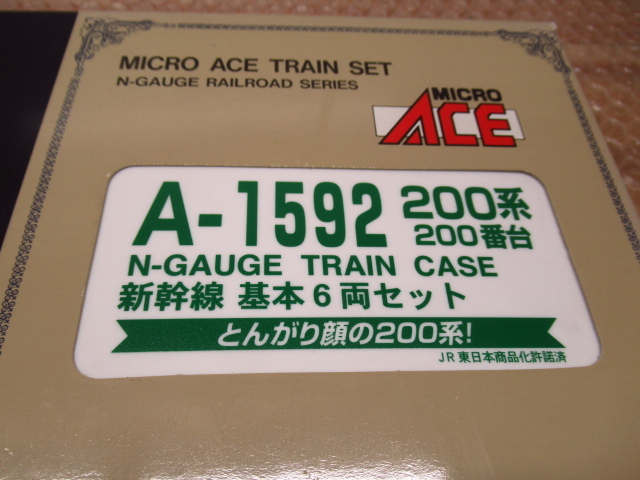 MICRO ACE TRAIN SET
N-GAUGE RAILROAD SERIES
MICRO
ACE
A-1592 200系
200番台
N-GAUGE TRAIN CASE
新幹線 基本6両セット
とんがり顔の200系!
JR東日本商品化許諾済